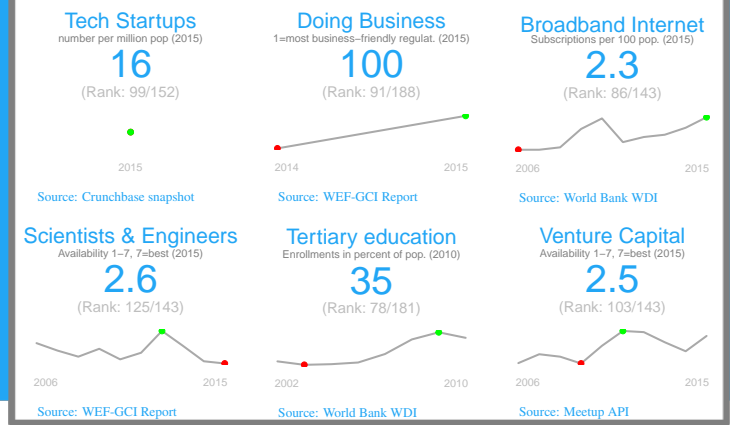 Tech Startups
number per million pop (2015)
16
(Rank: 99/152)
2015
Source: Crunchbase snapshot
Doing Business
1=most business−friendly regulat. (2015)
100
(Rank: 91/188)
2014 2015
Source: WEF-GCI Report
Broadband Internet
Subscriptions per 100 pop. (2015)
2.3
(Rank: 86/143)
2006 2015
Source: World Bank WDI
Scientists & Engineers
Availability 1−7, 7=best (2015)
2.6
(Rank: 125/143)
2006 2015
Source: WEF-GCI Report
Tertiary education
Enrollments in percent of pop. (2010)
35
(Rank: 78/181)
2002 2010
Source: World Bank WDI
Venture Capital
Availability 1−7, 7=best (2015)
2.5
(Rank: 103/143)
2006 2015
Source: Meetup API